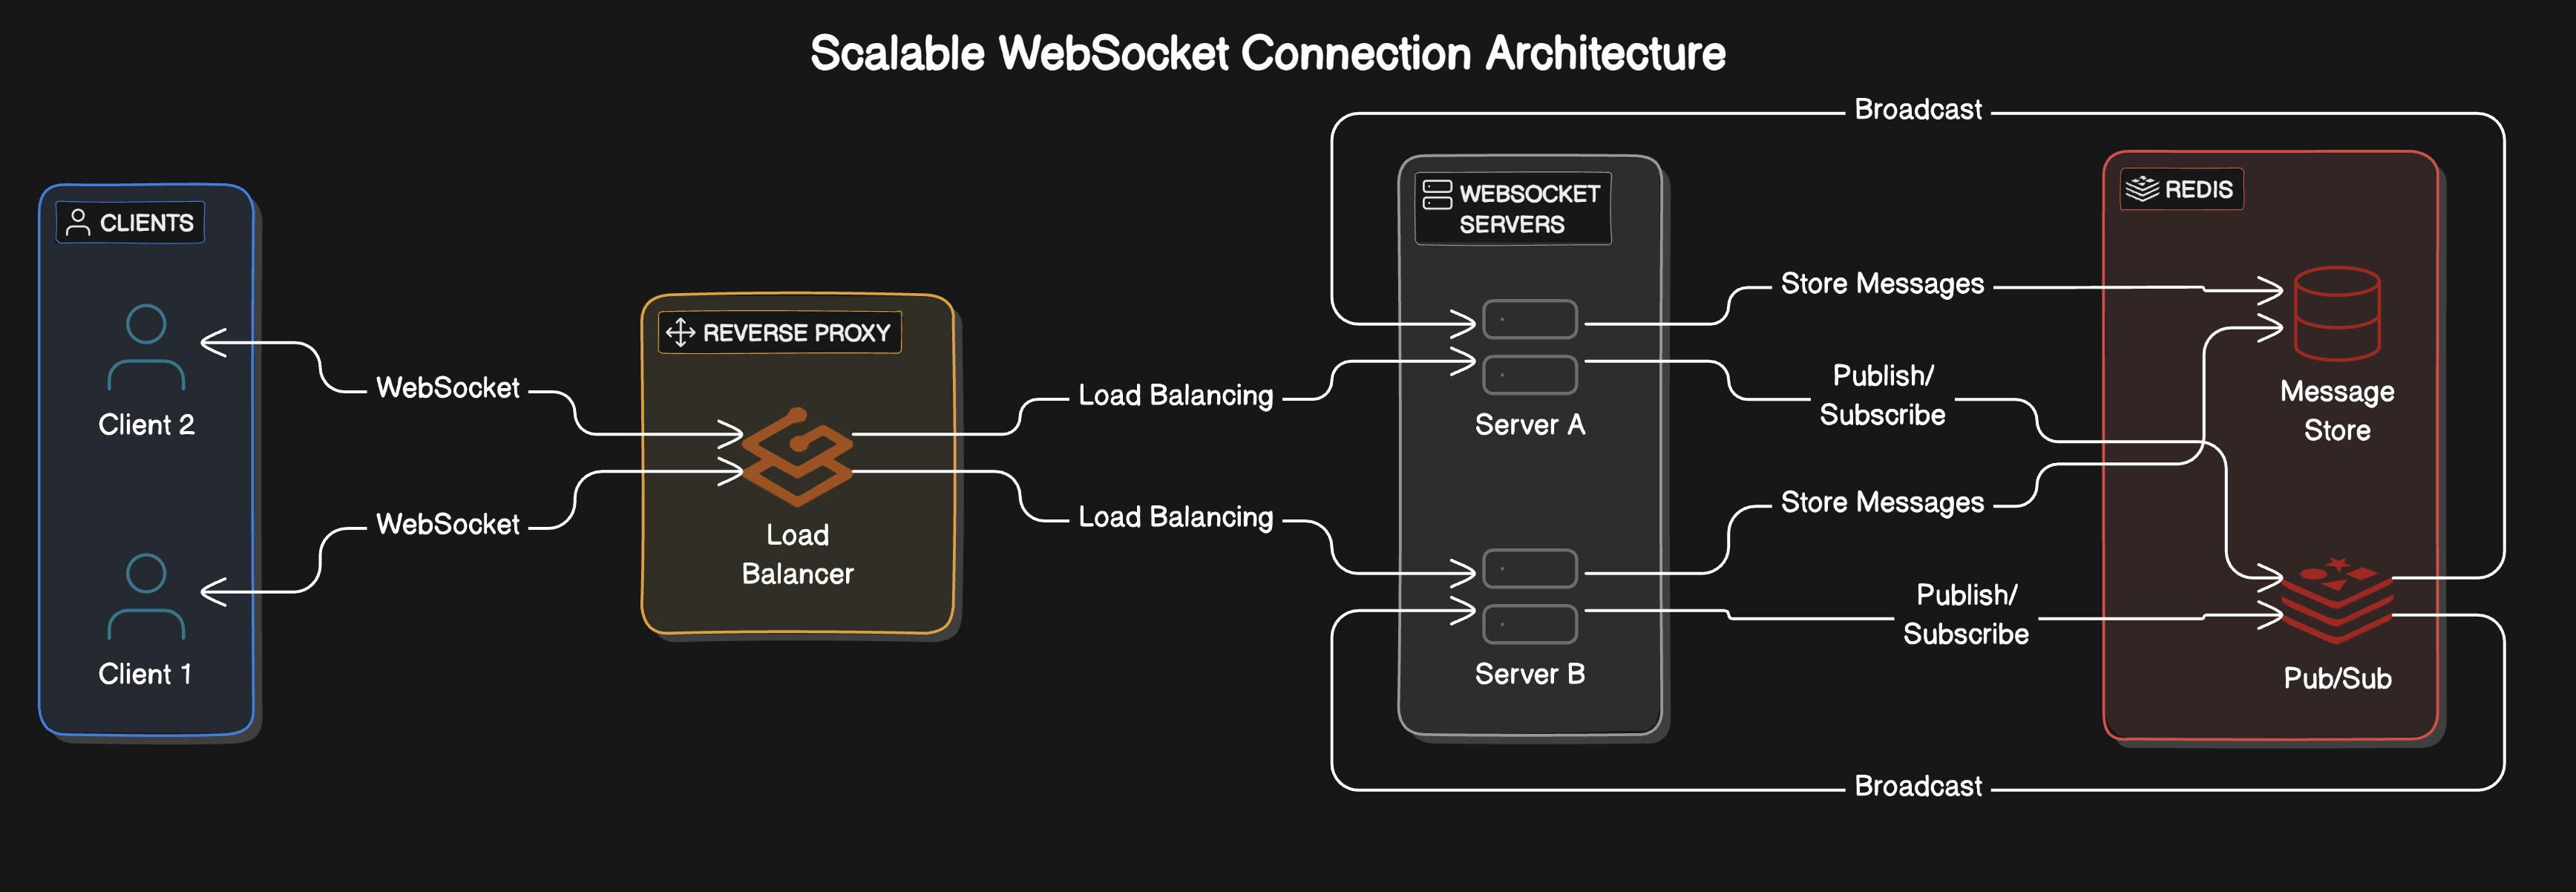 Scalable WebSocket Connection Architecture
CLIENTS
Client 2
Client 1
WebSocket
WebSocket
REVERSE PROXY
Load
Balancer
Load Balancing
Load Balancing
Broadcast
WEBSOCKET
SERVERS
Server A
Server B
Store Messages
Publish/
Subscribe
Store Messages
Publish/
Subscribe
Broadcast
REDIS
Message
Store
Pub/Sub